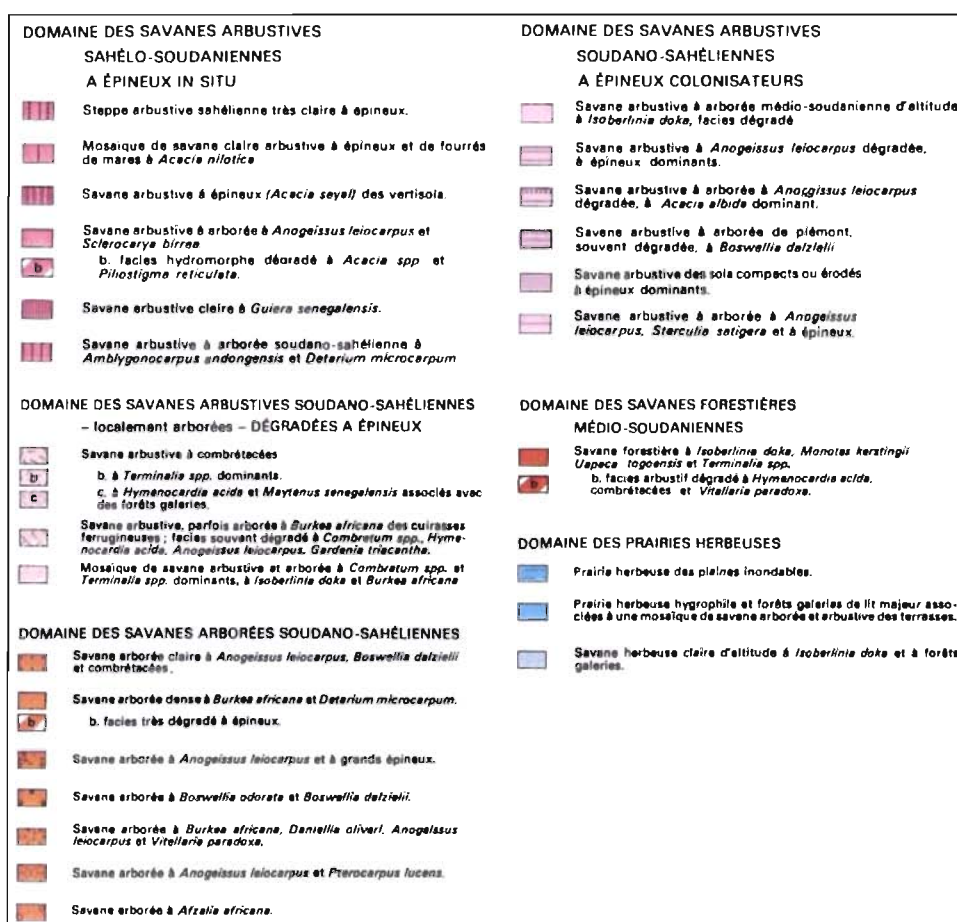 DOMAINE DES SAVANES ARBUSTIVES
SAHÉLO-SOUDANIENNES
A ÉPINEUX IN SITU
Steppe arbustive sahélienne très claire à épineux.
Mosaïque de savane claire arbustive à épineux et de fourrés
de mares à Acacia nilotica
Savane arbustive à épineux (Acacia seyal) des vertisols.
Savane arbustive à arborée à Anogeissus leiocarpus et
Sclerocarya birrea
b
b. facies hydromorphe dégradé à Acacia spp et
Piliostigma reticulata.
Savane arbustive claire à Guiera senegalensis.
Savane arbustive à arborée soudano-sahélienne à
Amblygonocarpus andongensis et Detarium microcarpum
DOMAINE DES SAVANES ARBUSTIVES SOUDANO-SAHÉLIENNES
– localement arborées – DÉGRADÉES A ÉPINEUX
Savane arbustive à combrétacées
b
b. à Terminalia spp. dominants.
c
c. à Hymenocardia acida et Maytenus senegalensis associés avec
des forêts galeries.
Savane arbustive, parfois arborée à Burkea africana des cuirasses
ferrugineuses ; facies souvent dégradé à Combretum spp., Hyme-
nocardia acida, Anogeissus leiocarpus, Gardenia triacantha.
Mosaïque de savane arbustive et arborée à Combretum spp. et
Terminalia spp. dominants, à Isoberlinia doka et Burkea africana
DOMAINE DES SAVANES ARBORÉES SOUDANO-SAHÉLIENNES
Savane arborée claire à Anogeissus leiocarpus, Boswellia dalzielii
et combrétacées.
Savane arborée dense à Burkea africana et Detarium microcarpum.
b
b. facies très dégradé à épineux.
Savane arborée à Anogeissus leiocarpus et à grands épineux.
Savane arborée à Boswellia odorata et Boswellia dalzielii.
Savane arborée à Burkea africana, Daniellia oliveri, Anogeissus
leiocarpus et Vitellaria paradoxa.
Savane arborée à Anogeissus leiocarpus et Pterocarpus lucens.
Savane arborée à Afzalia africana.
DOMAINE DES SAVANES ARBUSTIVES
SOUDANO-SAHÉLIENNES
A ÉPINEUX COLONISATEURS
Savane arbustive à arborée médio-soudanienne d'altitude
à Isoberlinia doka, facies dégradé
Savane arbustive à Anogeissus leiocarpus dégradée,
à épineux dominants.
Savane arbustive à arborée à Anorgissus leiocarpus
dégradée, à Acacia albida dominant.
Savane arbustive à arborée de piémont,
souvent dégradée, à Boswellia dalzielii
Savane arbustive des sols compacts ou érodés
à épineux dominants.
Savane arbustive à arborée à Anogeissus
leiocarpus, Sterculia setigera et à épineux.
DOMAINE DES SAVANES FORESTIÈRES
MÉDIO-SOUDANIENNES
Savane forestière à Isoberlinia doka, Monotes kerstingii
Uapaca togoensis et Terminalia spp.
b
b. facies arbustif dégradé à Hymenocardia acida,
combrétacées et Vitellaria paradoxa.
DOMAINE DES PRAIRIES HERBEUSES
Prairie herbeuse des plaines inondables.
Prairie herbeuse hygrophile et forêts galeries de lit majeur asso-
ciées à une mosaïque de savane arborée et arbustive des terrasses.
Savane herbeuse claire d'altitude à Isoberlinia doka et à forêts
galeries.